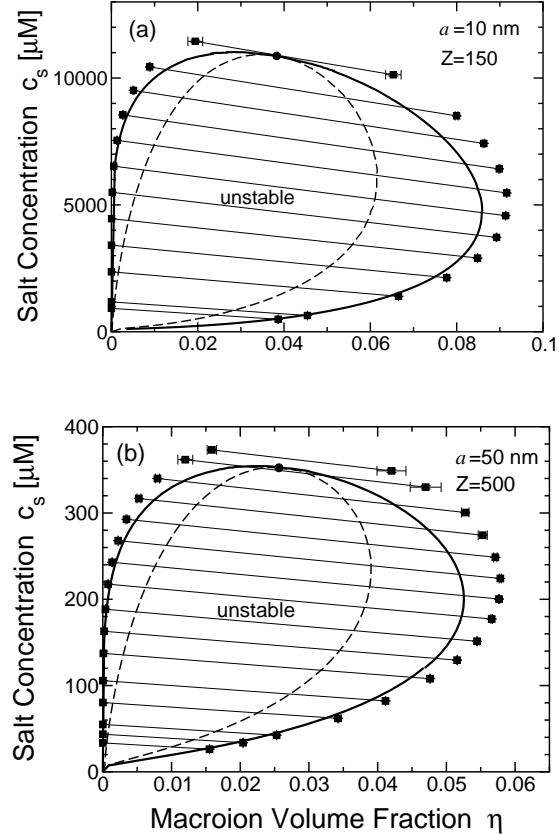 (a)
a=10 nm
Z=150
Salt Concentration c_s [μM]
10000
5000
0
unstable
0 0.02 0.04 0.06 0.08 0.1
(b)
a=50 nm
Z=500
Salt Concentration c_s [μM]
400
300
200
100
0
unstable
0 0.01 0.02 0.03 0.04 0.05 0.06
Macroion Volume Fraction η